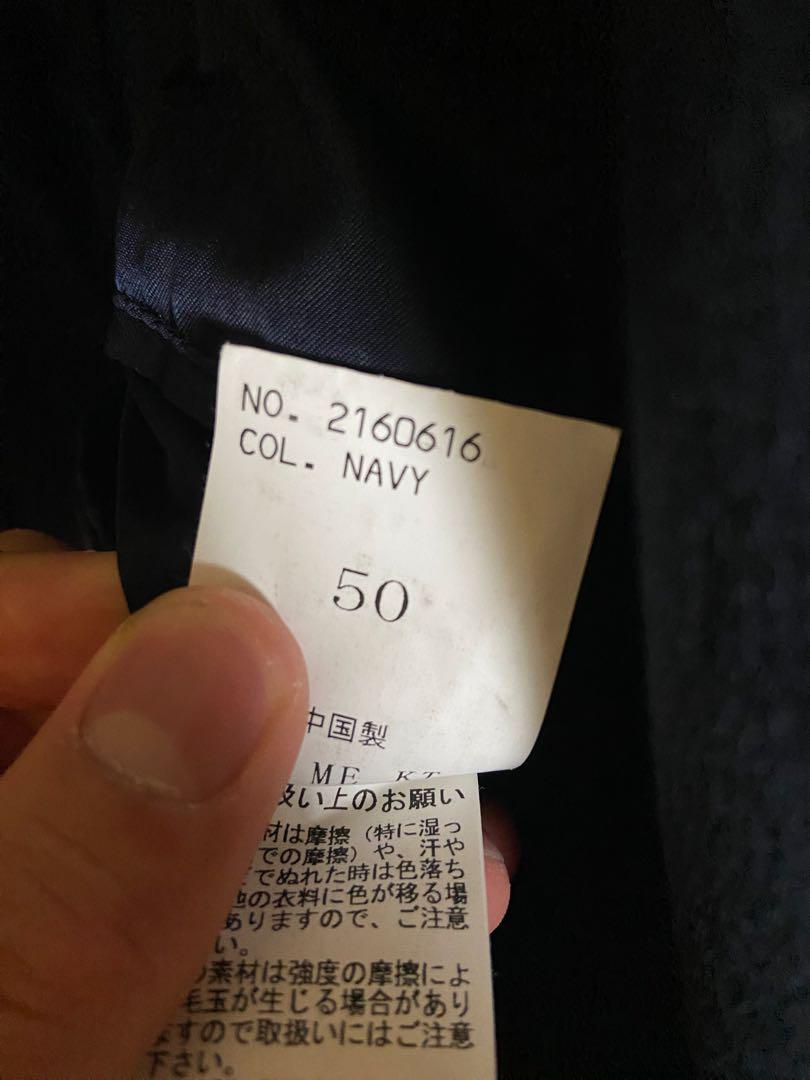 NO. 2160616
COL. NAVY
50
中国製
ME
扱い上のお願い
材は摩擦（特に湿っ
での摩擦）や、汗や
でぬれた時は色落ち
他の衣料に色が移る場
ありますので、ご注意
い。
素材は強度の摩擦によ
毛玉が生じる場合があり
ますので取扱いにはご注意
下さい。